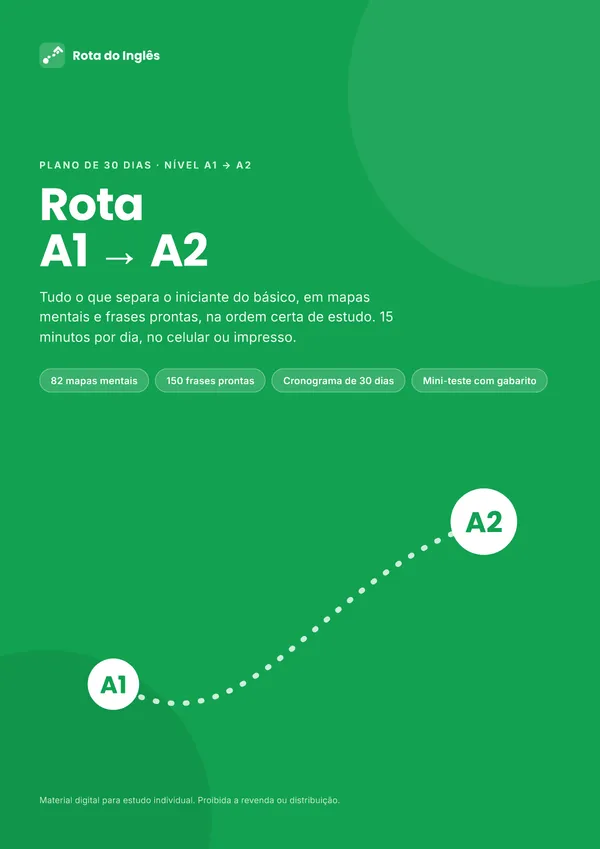 Rota do Inglês
PLANO DE 30 DIAS · NÍVEL A1 → A2
Rota
A1 → A2
Tudo o que separa o iniciante do básico, em mapas
mentais e frases prontas, na ordem certa de estudo. 15
minutos por dia, no celular ou impresso.
82 mapas mentais
150 frases prontas
Cronograma de 30 dias
Mini-teste com gabarito
A2
A1
Material digital para estudo individual. Proibida a revenda ou distribuição.